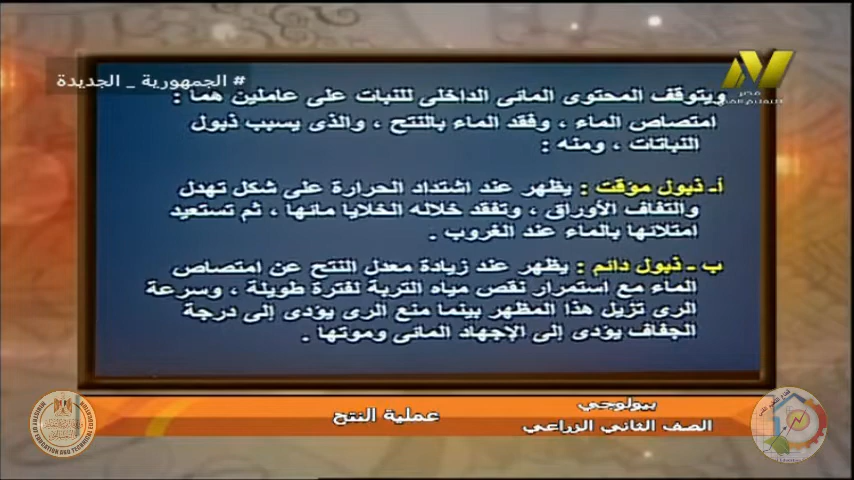 # الجمهورية _ الجديدة
ويتوقف المحتوى المائى الداخلى للنبات على عاملين هما :
امتصاص الماء ، وفقد الماء بالنتح ، والذى يسبب ذبول
النباتات ، ومنه :
أ- ذبول مؤقت : يظهر عند اشتداد الحرارة على شكل تهدل
والتفاف الأوراق ، وتفقد خلاله الخلايا مائها ، ثم تستعيد
امتلائها بالماء عند الغروب .
ب - ذبول دائم : يظهر عند زيادة معدل النتح عن امتصاص
الماء مع استمرار نقص مياه التربة لفترة طويلة ، وسرعة
الرى تزيل هذا المظهر بينما منع الرى يؤدى إلى درجة
الجفاف يؤدى إلى الإجهاد المائى وموتها .
بيولوجي
الصف الثاني الزراعي
عملية النتح